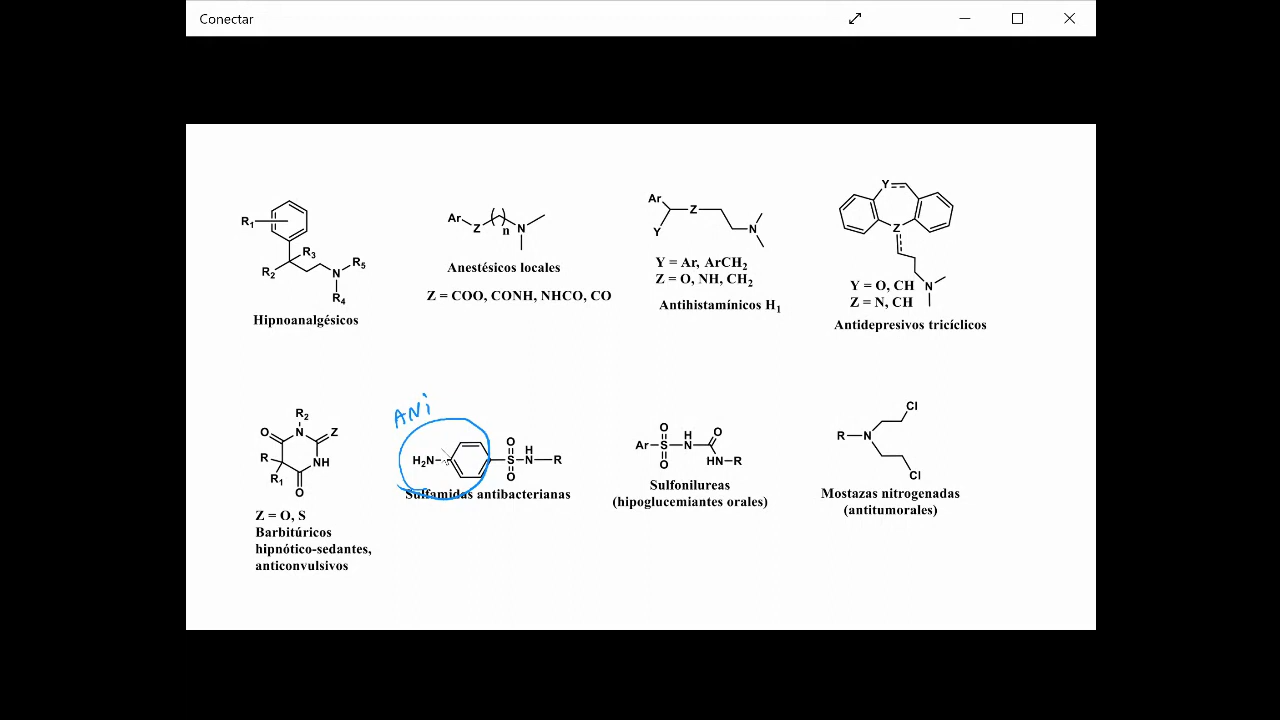 Conectar
R1
R3
R2
N
R5
R4
Hipnoanalgésicos
Ar
Z
n
N
Anestésicos locales
Z = COO, CONH, NHCO, CO
Ar
Z
Y
N
Y = Ar, ArCH2
Z = O, NH, CH2
Antihistamínicos H1
Y
Z
N
Y = O, CH
Z = N, CH
Antidepresivos tricíclicos
R2
O
N
Z
R
R1
NH
O
Z = O, S
Barbitúricos
hipnótico-sedantes,
anticonvulsivos
ANi
H2N
O
S
O
H
N
R
Sulfamidas antibacterianas
O
Ar
S
O
H
N
O
HN
R
Sulfonilureas
(hipoglucemiantes orales)
Cl
R
N
Cl
Mostazas nitrogenadas
(antitumorales)